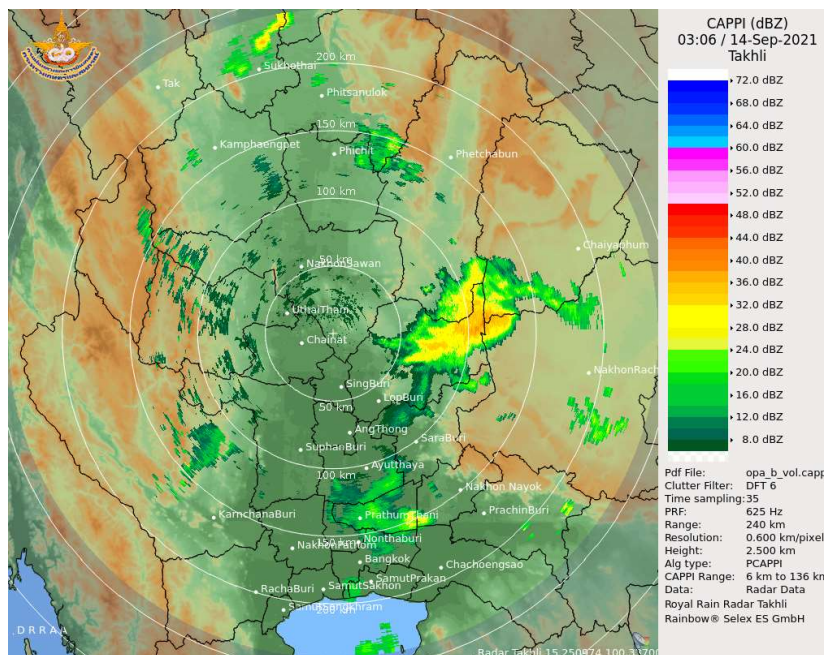 CAPPI (dBZ)
03:06 / 14-Sep-2021
Takhli
72.0 dBZ
68.0 dBZ
64.0 dBZ
60.0 dBZ
56.0 dBZ
52.0 dBZ
48.0 dBZ
44.0 dBZ
40.0 dBZ
36.0 dBZ
32.0 dBZ
28.0 dBZ
24.0 dBZ
20.0 dBZ
16.0 dBZ
12.0 dBZ
8.0 dBZ
Pdf File: opa_b_vol.capp
Clutter Filter: DFT 6
Time sampling: 35
PRF: 625 Hz
Range: 240 km
Resolution: 0.600 km/pixel
Height: 2.500 km
Alg type: PCAPPI
CAPPI Range: 6 km to 136 km
Data: Radar Data
Royal Rain Radar Takhli
Rainbow® Selex ES GmbH
200 km
Sukhothai
Tak
Phitsanulok
150 km
Kamphaengpet
Phichit
Phetchabun
100 km
Chaiyaphum
50 km
NakhonSawan
UthaiThani
Chainat
NakhonRach
SingBuri
50 km
LopBuri
AngThong
SaraBuri
SuphanBuri
Ayutthaya
100 km
Nakhon Nayok
KanchanaBuri
PrathumThani
PrachinBuri
150 km
Nonthaburi
NakhonPathom
Bangkok
Chachoengsao
SamutPrakan
RachaBuri
SamutSakhon
SamutSongkhram
200 km
D R R A A